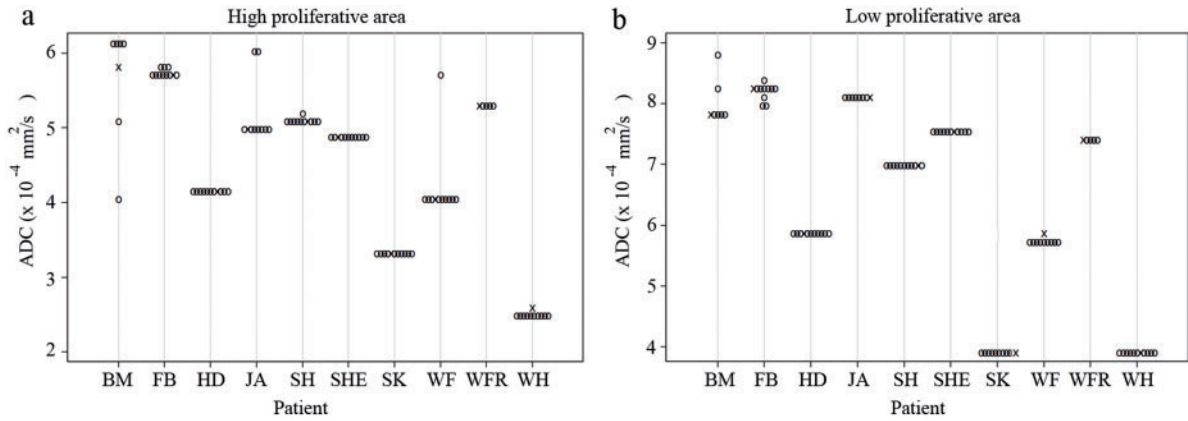 a
High proliferative area
ADC (x 10 -4 mm 2 /s )
6
5
4
3
2
BM FB HD JA SH SHE SK WF WFR WH
Patient
b
Low proliferative area
ADC (x 10 -4 mm 2 /s )
9
8
7
6
5
4
BM FB HD JA SH SHE SK WF WFR WH
Patient